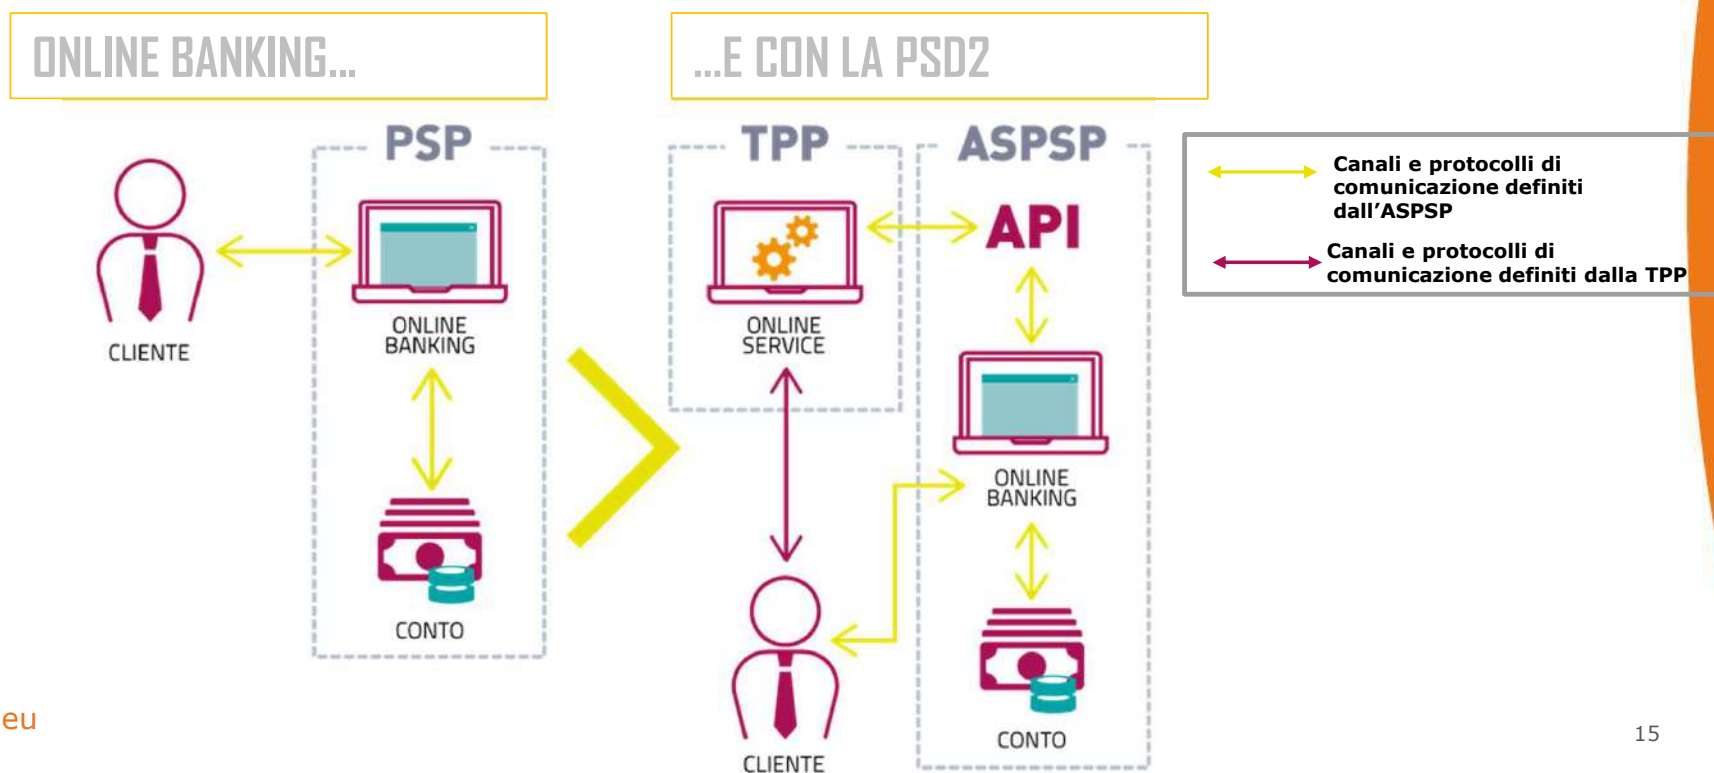 ONLINE BANKING...
...E CON LA PSD2
PSP
CLIENTE
ONLINE
BANKING
CONTO
TPP
ONLINE
SERVICE
CLIENTE
ASPSP
API
ONLINE
BANKING
CONTO
Canali e protocolli di
comunicazione definiti
dall'ASPSP
Canali e protocolli di
comunicazione definiti dalla TPP
eu
15